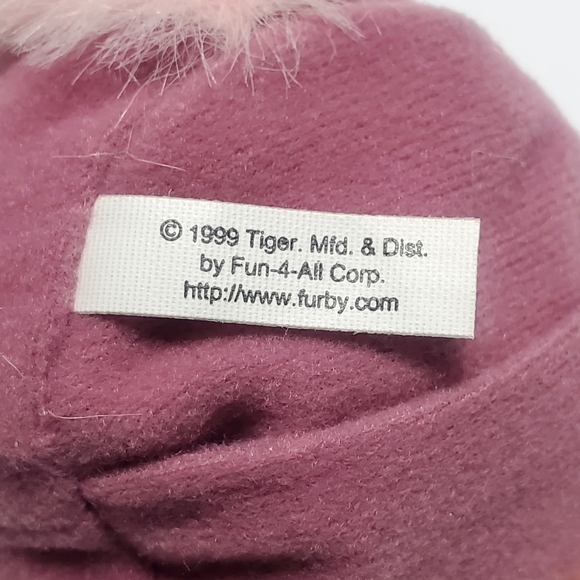 © 1999 Tiger. Mfd. & Dist.
by Fun-4-All Corp.
http://www.furby.com